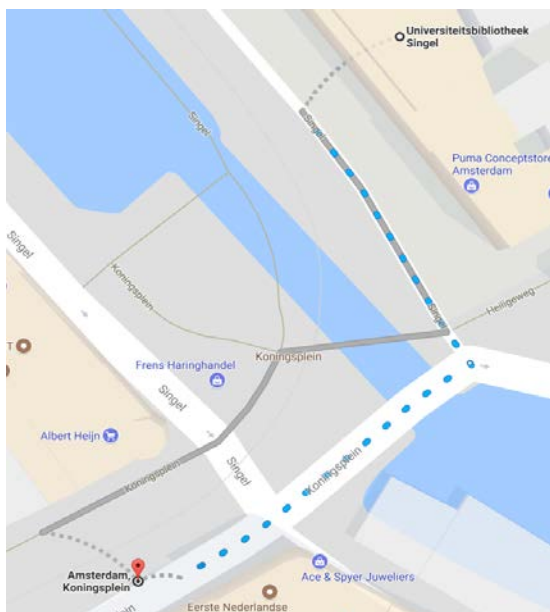 Universiteitsbibliotheek
Singel
Singel
Singel
Puma Conceptstore
Amsterdam
Singel
Koningsplein
Singel
Heiligeweg
Koningsplein
T
Frens Haringhandel
Singel
Albert Heijn
Koningsplein
Singel
Koningsplein
Amsterdam,
Koningsplein
Ace & Spyer Juweliers
plein
Eerste Nederlandse